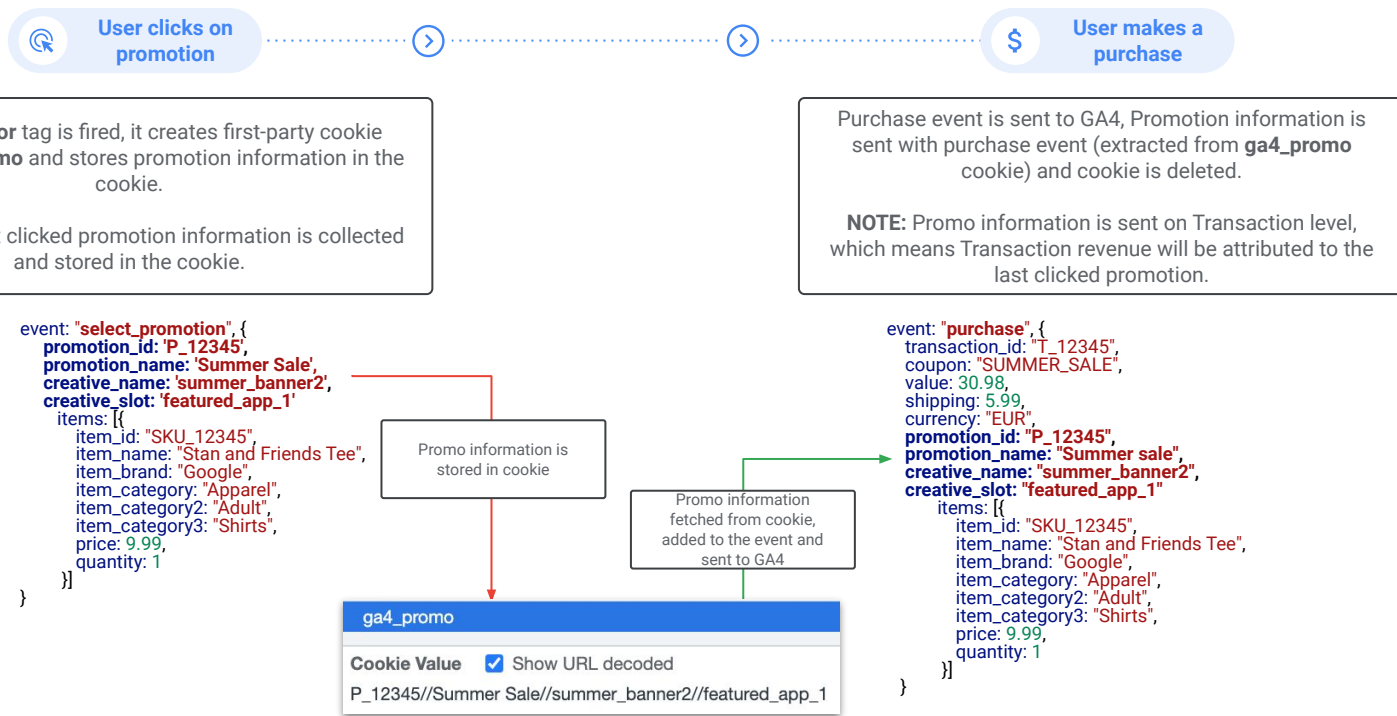 User clicks on
promotion
User makes a
purchase
or tag is fired, it creates first-party cookie
mo and stores promotion information in the
cookie.
clicked promotion information is collected
and stored in the cookie.
Purchase event is sent to GA4, Promotion information is
sent with purchase event (extracted from ga4_promo
cookie) and cookie is deleted.
NOTE: Promo information is sent on Transaction level,
which means Transaction revenue will be attributed to the
last clicked promotion.
event: "select_promotion", {
promotion_id: 'P_12345',
promotion_name: 'Summer Sale',
creative_name: 'summer_banner2',
creative_slot: 'featured_app_1'
items: [{
item_id: "SKU_12345",
item_name: "Stan and Friends Tee",
item_brand: "Google",
item_category: "Apparel",
item_category2: "Adult",
item_category3: "Shirts",
price: 9.99,
quantity: 1
}]
}
Promo information is
stored in cookie
Promo information
fetched from cookie,
added to the event and
sent to GA4
ga4_promo
Cookie Value Show URL decoded
P_12345//Summer Sale//summer_banner2//featured_app_1
event: "purchase", {
transaction_id: "T_12345",
coupon: "SUMMER_SALE",
value: 30.98,
shipping: 5.99,
currency: "EUR",
promotion_id: "P_12345",
promotion_name: "Summer sale",
creative_name: "summer_banner2",
creative_slot: "featured_app_1"
items: [{
item_id: "SKU_12345",
item_name: "Stan and Friends Tee",
item_brand: "Google",
item_category: "Apparel",
item_category2: "Adult",
item_category3: "Shirts",
price: 9.99,
quantity: 1
}]
}